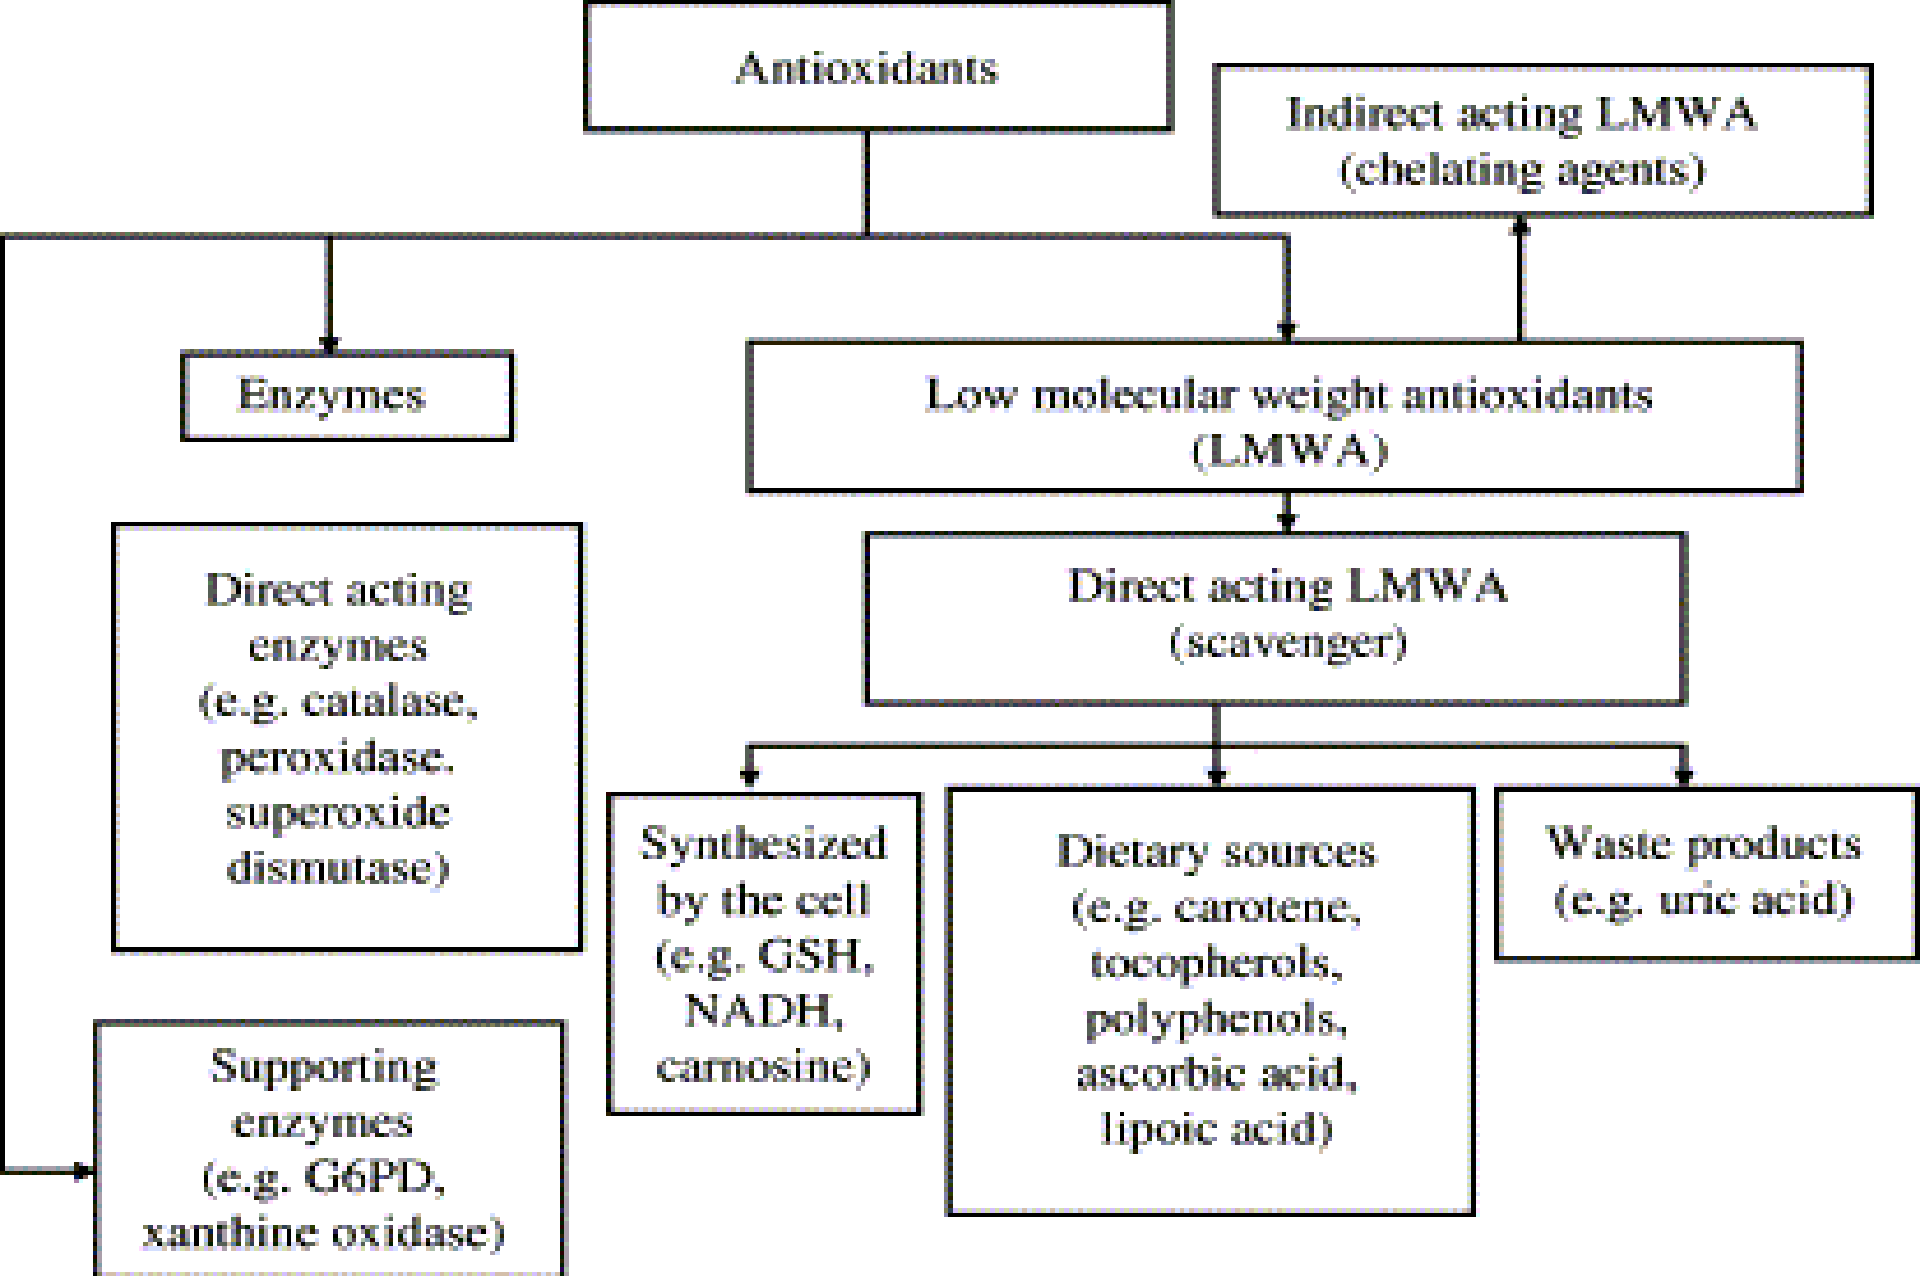 Antioxidants
Indirect acting LMWA
(chelating agents)
Enzymes
Low molecular weight antioxidants
(LMWA)
Direct acting
enzymes
(e.g. catalase,
peroxidase.
superoxide
dismutase)
Direct acting LMWA
(scavenger)
Synthesized
by the cell
(e.g. GSH,
NADH,
carnosine)
Dietary sources
(e.g. carotene,
tocopherols,
polyphenols,
ascorbic acid,
lipoic acid)
Waste products
(e.g. uric acid)
Supporting
enzymes
(e.g. G6PD,
xanthine oxidase)